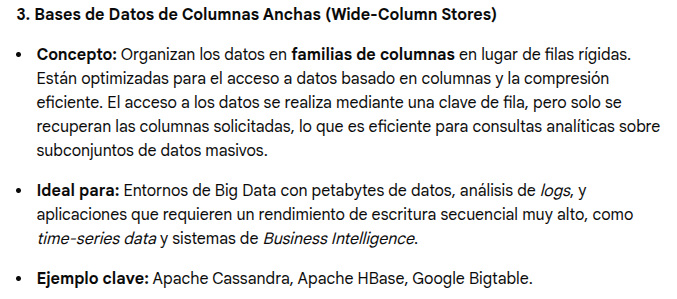 3. Bases de Datos de Columnas Anchas (Wide-Column Stores)
• Concepto: Organizan los datos en familias de columnas en lugar de filas rígidas.
Están optimizadas para el acceso a datos basado en columnas y la compresión
eficiente. El acceso a los datos se realiza mediante una clave de fila, pero solo se
recuperan las columnas solicitadas, lo que es eficiente para consultas analíticas sobre
subconjuntos de datos masivos.
• Ideal para: Entornos de Big Data con petabytes de datos, análisis de logs, y
aplicaciones que requieren un rendimiento de escritura secuencial muy alto, como
time-series data y sistemas de Business Intelligence.
• Ejemplo clave: Apache Cassandra, Apache HBase, Google Bigtable.